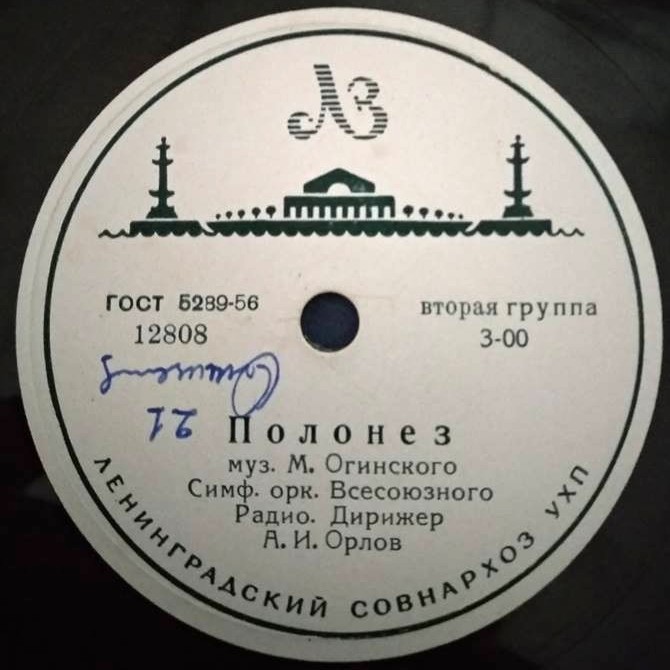 ЛЗ
ГОСТ 5289-56
12808
вторая группа
3-00
21
Полонез
муз. М. Огинского
Симф. орк. Всесоюзного
Радио. Дирижер
А. И. Орлов
ЛЕНИНГРАДСКИЙ СОВНАРХОЗ УХП